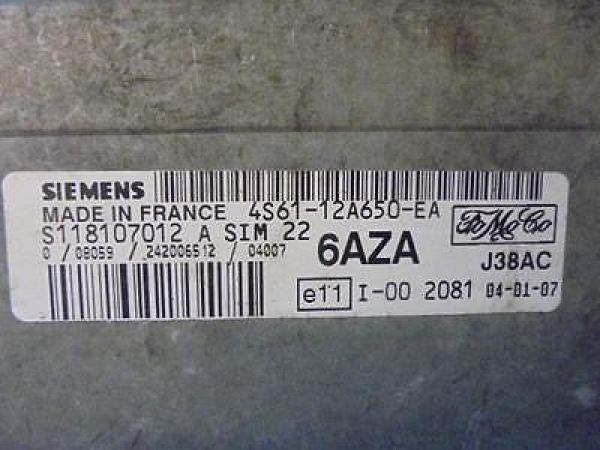 SIEMENS
MADE IN FRANCE 4S61-12A650-EA
S118107012 A SIM 22
0 / 08059 / 242006512 / 04007
6AZA
FoMoCo
J38AC
e11 I-00 2081 04-01-07